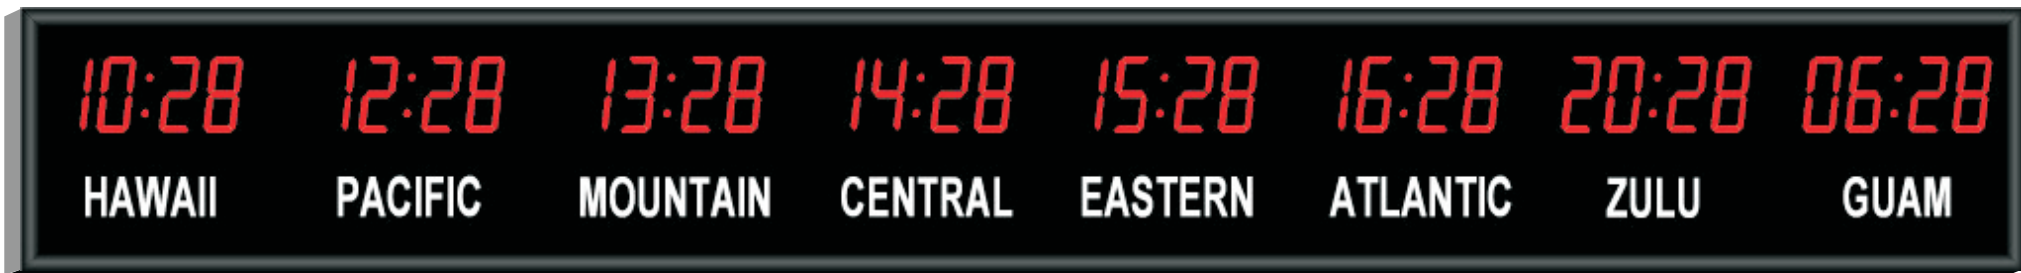 10:28 12:28 13:28 14:28 15:28 16:28 20:28 06:28
HAWAII PACIFIC MOUNTAIN CENTRAL EASTERN ATLANTIC ZULU GUAM